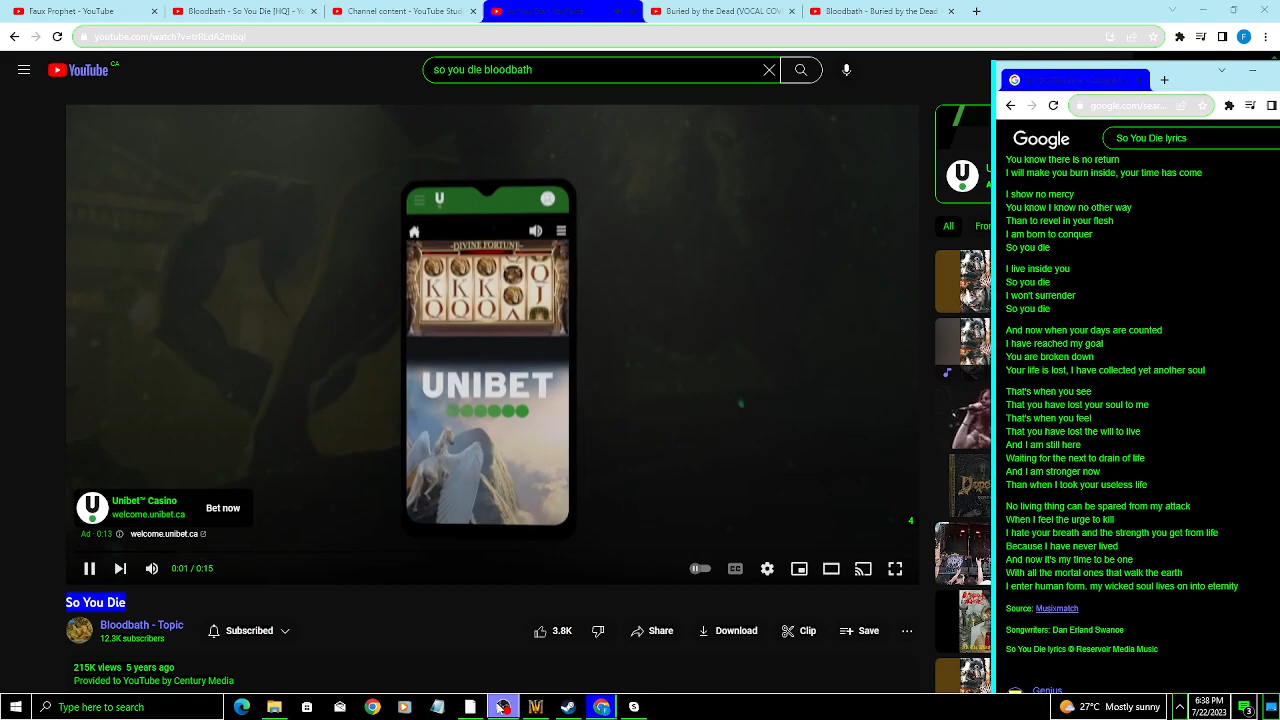 Faux Prophet - YouTube
Bloodbath - So You Die [HQ] - Yo
Channel content - YouTube Stud
Buried by the Dead (VOCAL COV
Bloodbath - Buried by the Dead
youtube.com/watch?v=trRLdA2mbqI
F
YouTube CA
so you die bloodbath
google.com/sear...
Google
So You Die lyrics
You know there is no return
I will make you burn inside, your time has come
I show no mercy
You know I know no other way
Than to revel in your flesh
I am born to conquer
So you die
I live inside you
So you die
I won't surrender
So you die
And now when your days are counted
I have reached my goal
You are broken down
Your life is lost, I have collected yet another soul
That's when you see
That you have lost your soul to me
That's when you feel
That you have lost the will to live
And I am still here
Waiting for the next to drain of life
And I am stronger now
Than when I took your useless life
No living thing can be spared from my attack
When I feel the urge to kill
I hate your breath and the strength you get from life
Because I have never lived
And now it's my time to be one
With all the mortal ones that walk the earth
I enter human form. my wicked soul lives on into eternity
Source: Musixmatch
Songwriters: Dan Erland Swanoe
So You Die lyrics © Reservoir Media Music
Genius
All
Fron
DIVINE FORTUNE
UNIBET
Unibet™ Casino
welcome.unibet.ca
Bet now
Ad · 0:13
welcome.unibet.ca
4
0:01 / 0:15
CC
So You Die
Bloodbath - Topic
12.3K subscribers
Subscribed
3.8K
Share
Download
Clip
Save
215K views 5 years ago
Provided to YouTube by Century Media
Type here to search
27°C Mostly sunny
6:38 PM
7/22/2023
3